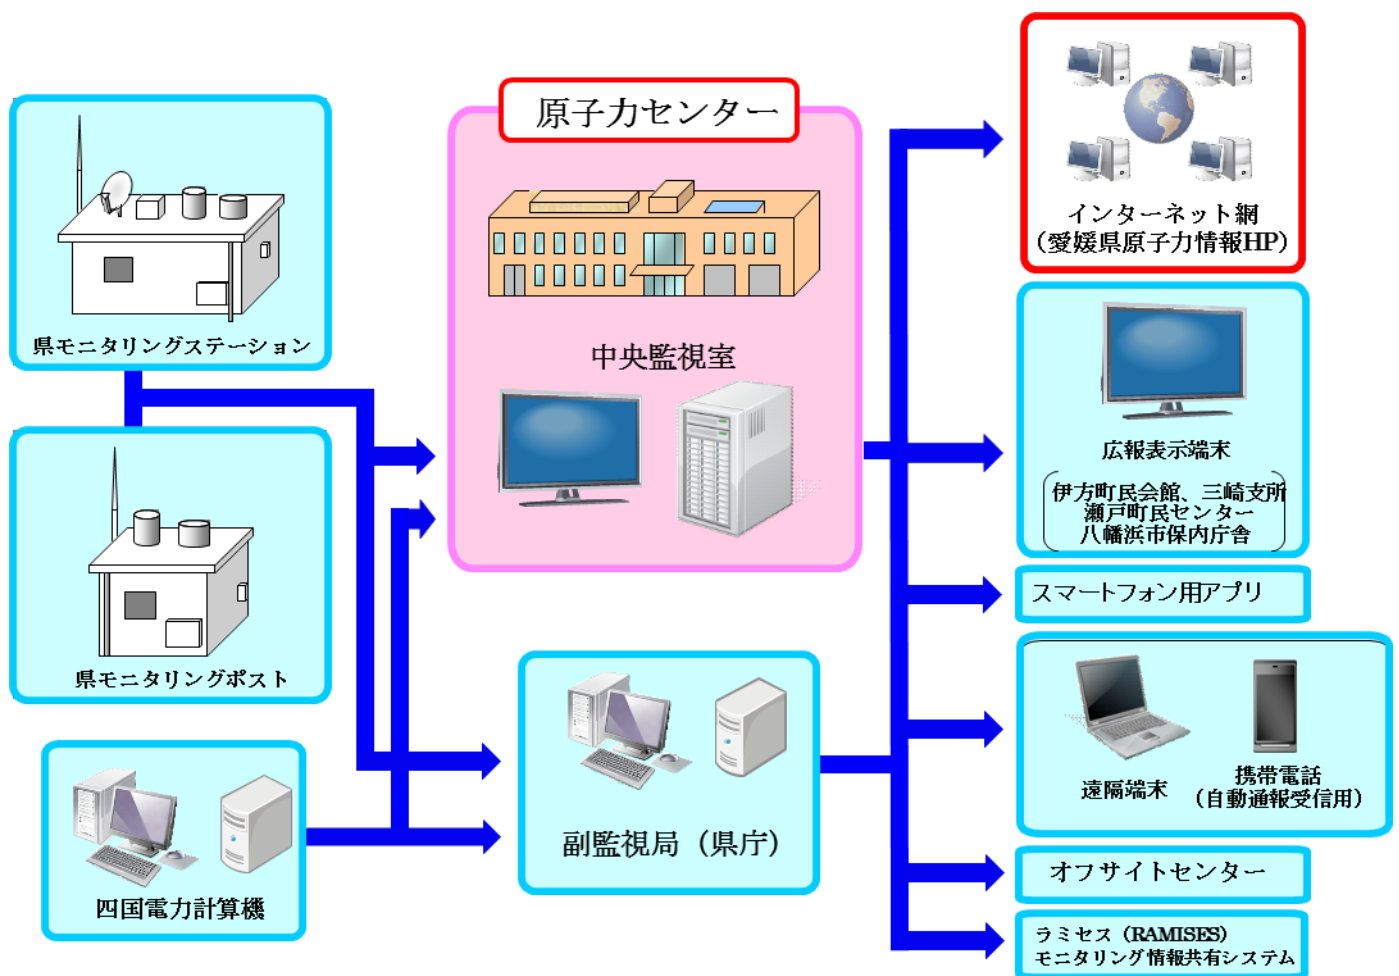 県モニタリングステーション
県モニタリングポスト
四国電力計算機
原子力センター
中央監視室
副監視局（県庁）
インターネット網
（愛媛県原子力情報HP）
広報表示端末
伊方町民会館、三崎支所
瀬戸町民センター
八幡浜市保内庁舎
スマートフォン用アプリ
遠隔端末
携帯電話
（自動通報受信用）
オフサイトセンター
ラミセス（RAMISES）
モニタリング情報共有システム